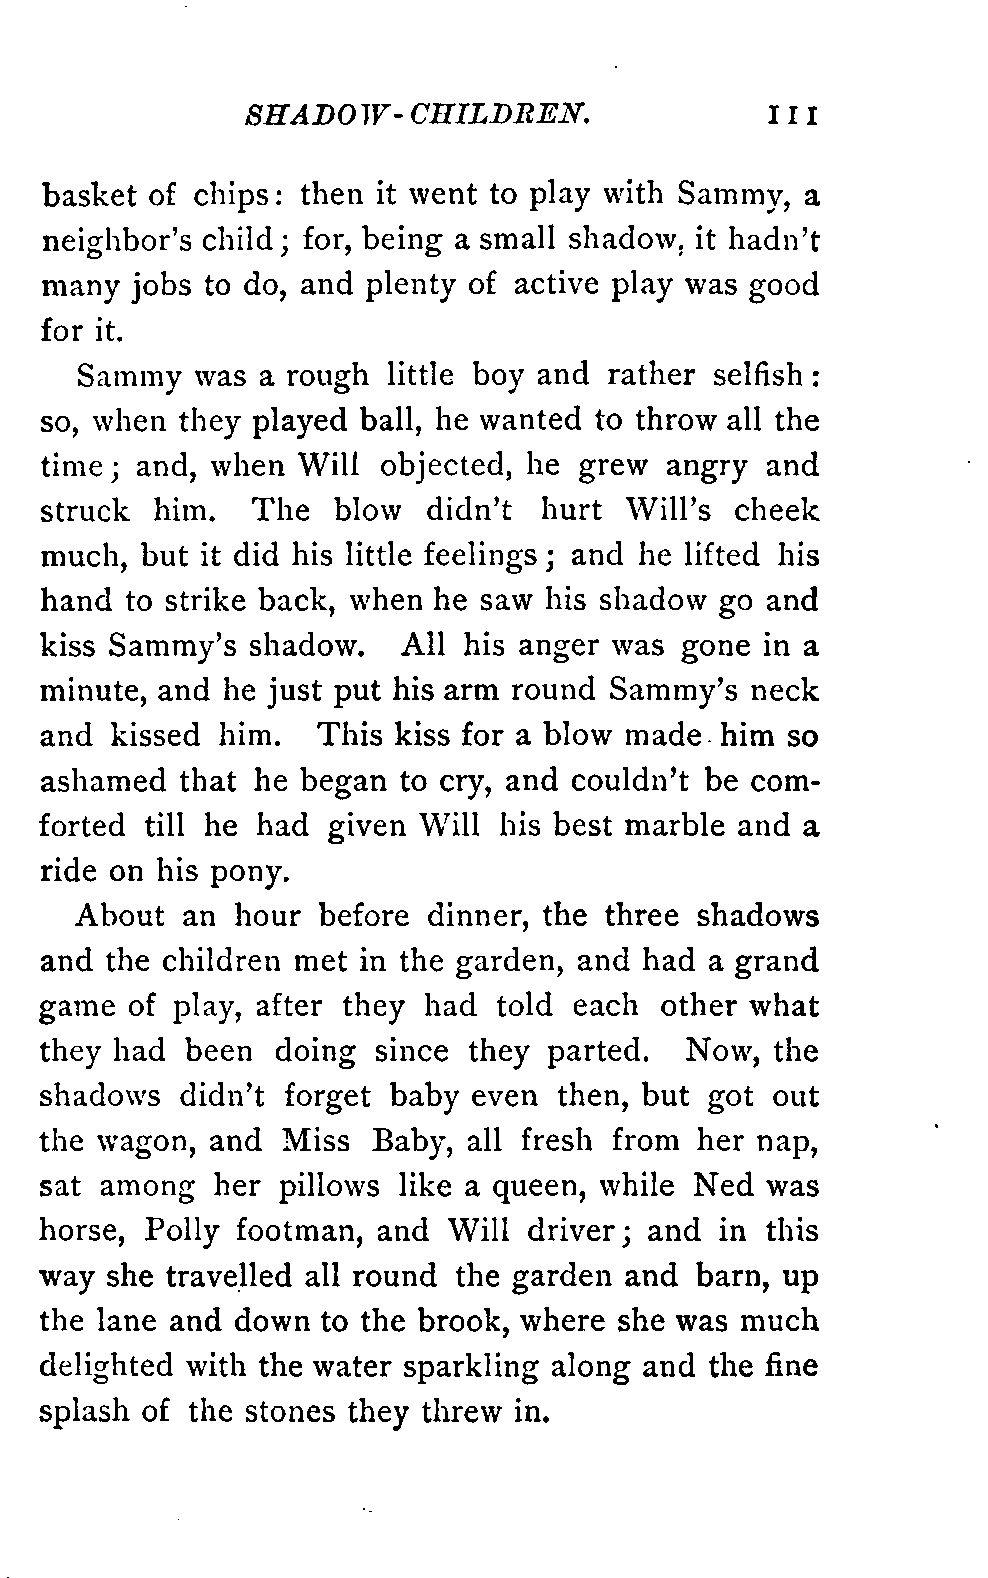 SHADOW-CHILDREN. 111
basket of chips: then it went to play with Sammy, a
neighbor's child; for, being a small shadow, it hadn't
many jobs to do, and plenty of active play was good
for it.
Sammy was a rough little boy and rather selfish:
so, when they played ball, he wanted to throw all the
time; and, when Will objected, he grew angry and
struck him. The blow didn't hurt Will's cheek
much, but it did his little feelings; and he lifted his
hand to strike back, when he saw his shadow go and
kiss Sammy's shadow. All his anger was gone in a
minute, and he just put his arm round Sammy's neck
and kissed him. This kiss for a blow made him so
ashamed that he began to cry, and couldn't be com-
forted till he had given Will his best marble and a
ride on his pony.
About an hour before dinner, the three shadows
and the children met in the garden, and had a grand
game of play, after they had told each other what
they had been doing since they parted. Now, the
shadows didn't forget baby even then, but got out
the wagon, and Miss Baby, all fresh from her nap,
sat among her pillows like a queen, while Ned was
horse, Polly footman, and Will driver; and in this
way she travelled all round the garden and barn, up
the lane and down to the brook, where she was much
delighted with the water sparkling along and the fine
splash of the stones they threw in.